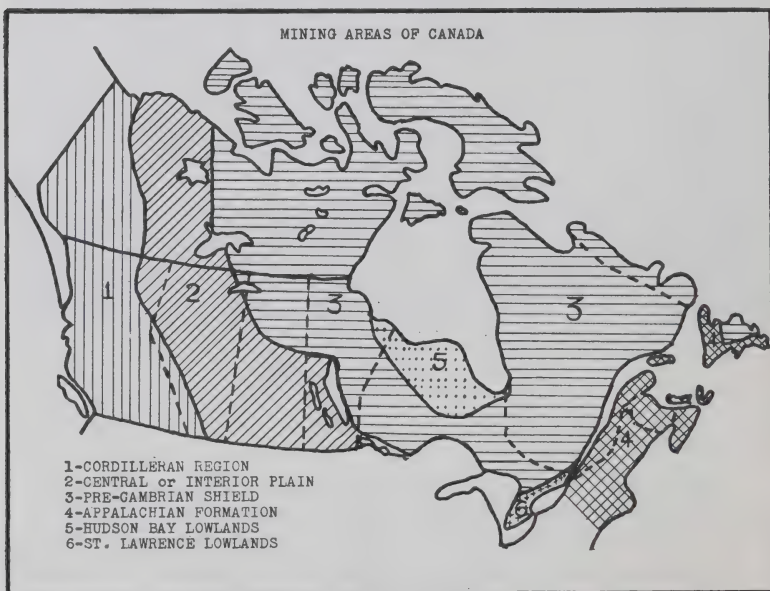 MINING AREAS OF CANADA
1
2
3
3
5
4
4
6
1-CORDILLERAN REGION
2-CENTRAL or INTERIOR PLAIN
3-PRE-CAMBRIAN SHIELD
4-APPALACHIAN FORMATION
5-HUDSON BAY LOWLANDS
6-ST. LAWRENCE LOWLANDS